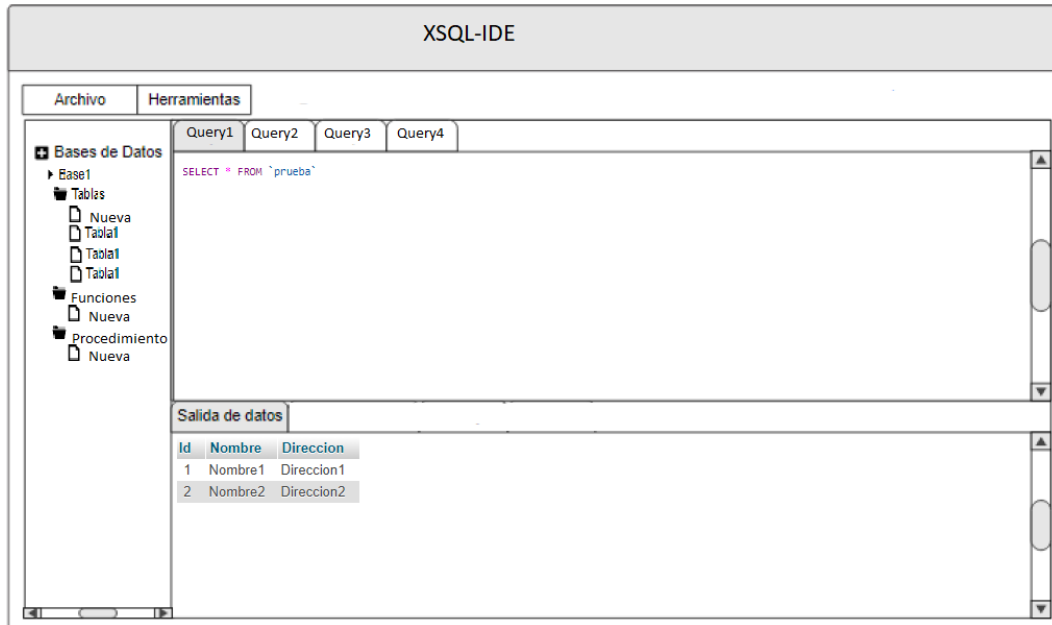 XSQL-IDE
Archivo Herramientas
Bases de Datos
Base1
Tablas
Nueva
Tabla1
Tabla1
Tabla1
Funciones
Nueva
Procedimiento
Nueva
Query1 Query2 Query3 Query4
SELECT * FROM `prueba`
Salida de datos
Id Nombre Direccion
1 Nombre1 Direccion1
2 Nombre2 Direccion2